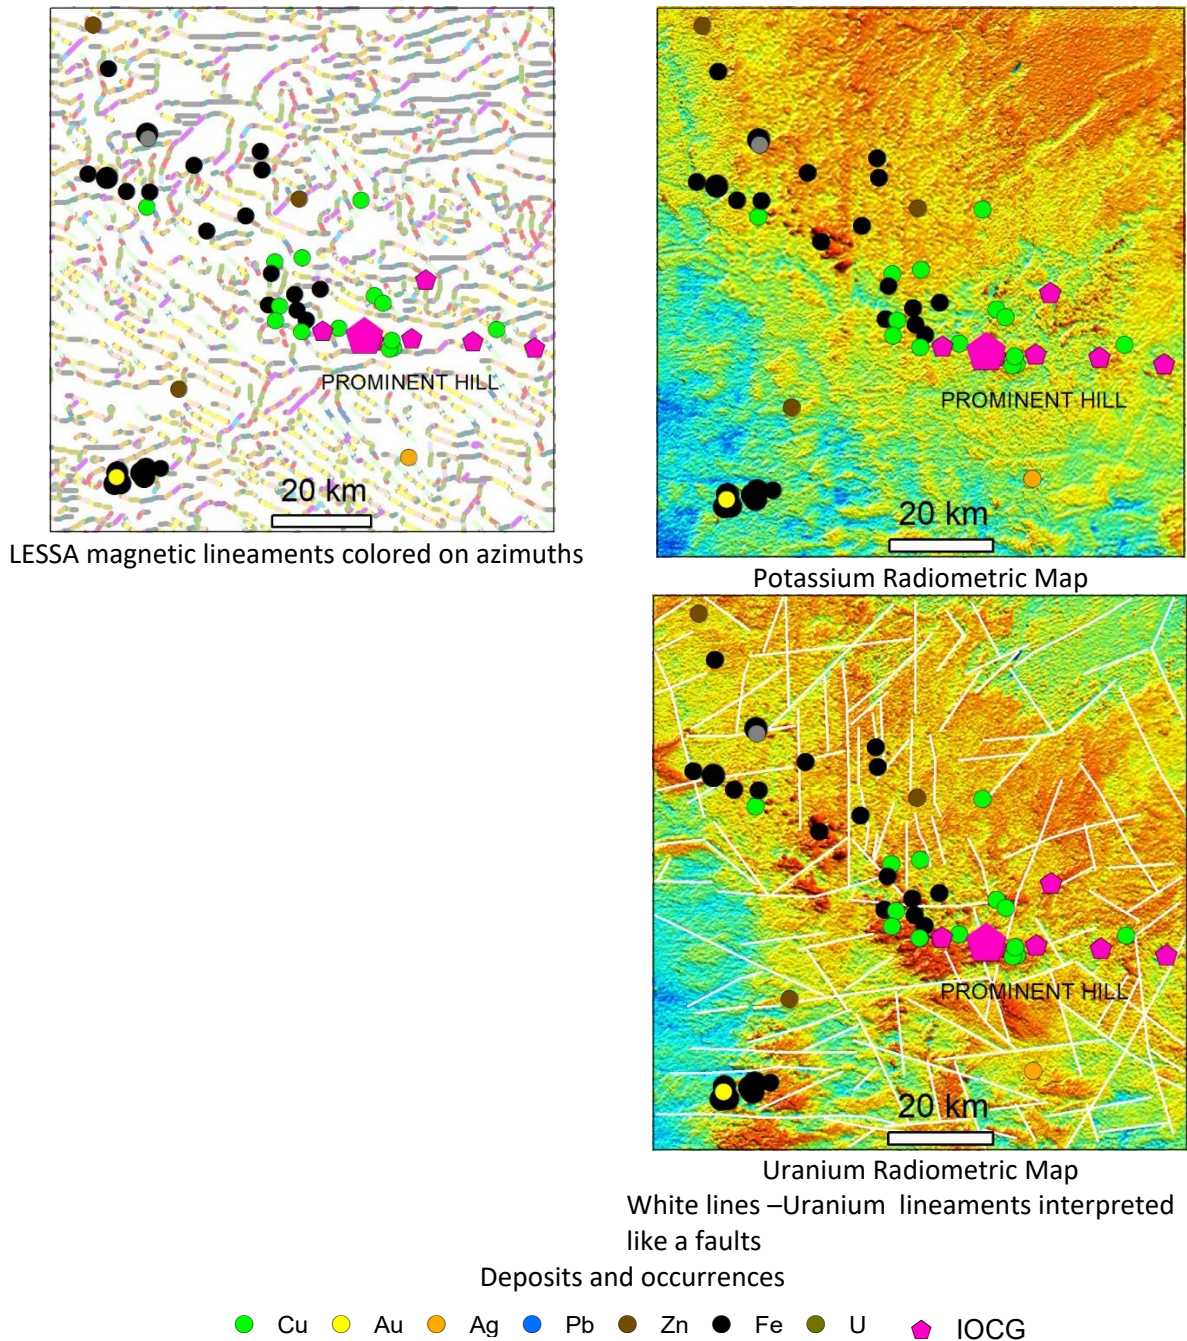 PROMINENT HILL
20 km
LESSA magnetic lineaments colored on azimuths
PROMINENT HILL
20 km
Potassium Radiometric Map
PROMINENT HILL
20 km
Uranium Radiometric Map
White lines –Uranium  lineaments interpreted
like a faults
Deposits and occurrences
Cu Au Ag Pb Zn Fe U IOCG